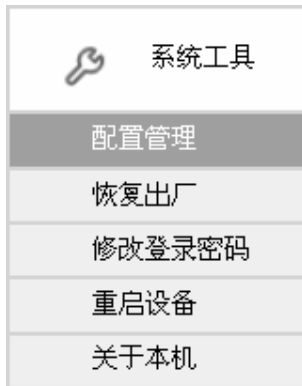 系统工具
配置管理
恢复出厂
修改登录密码
重启设备
关于本机